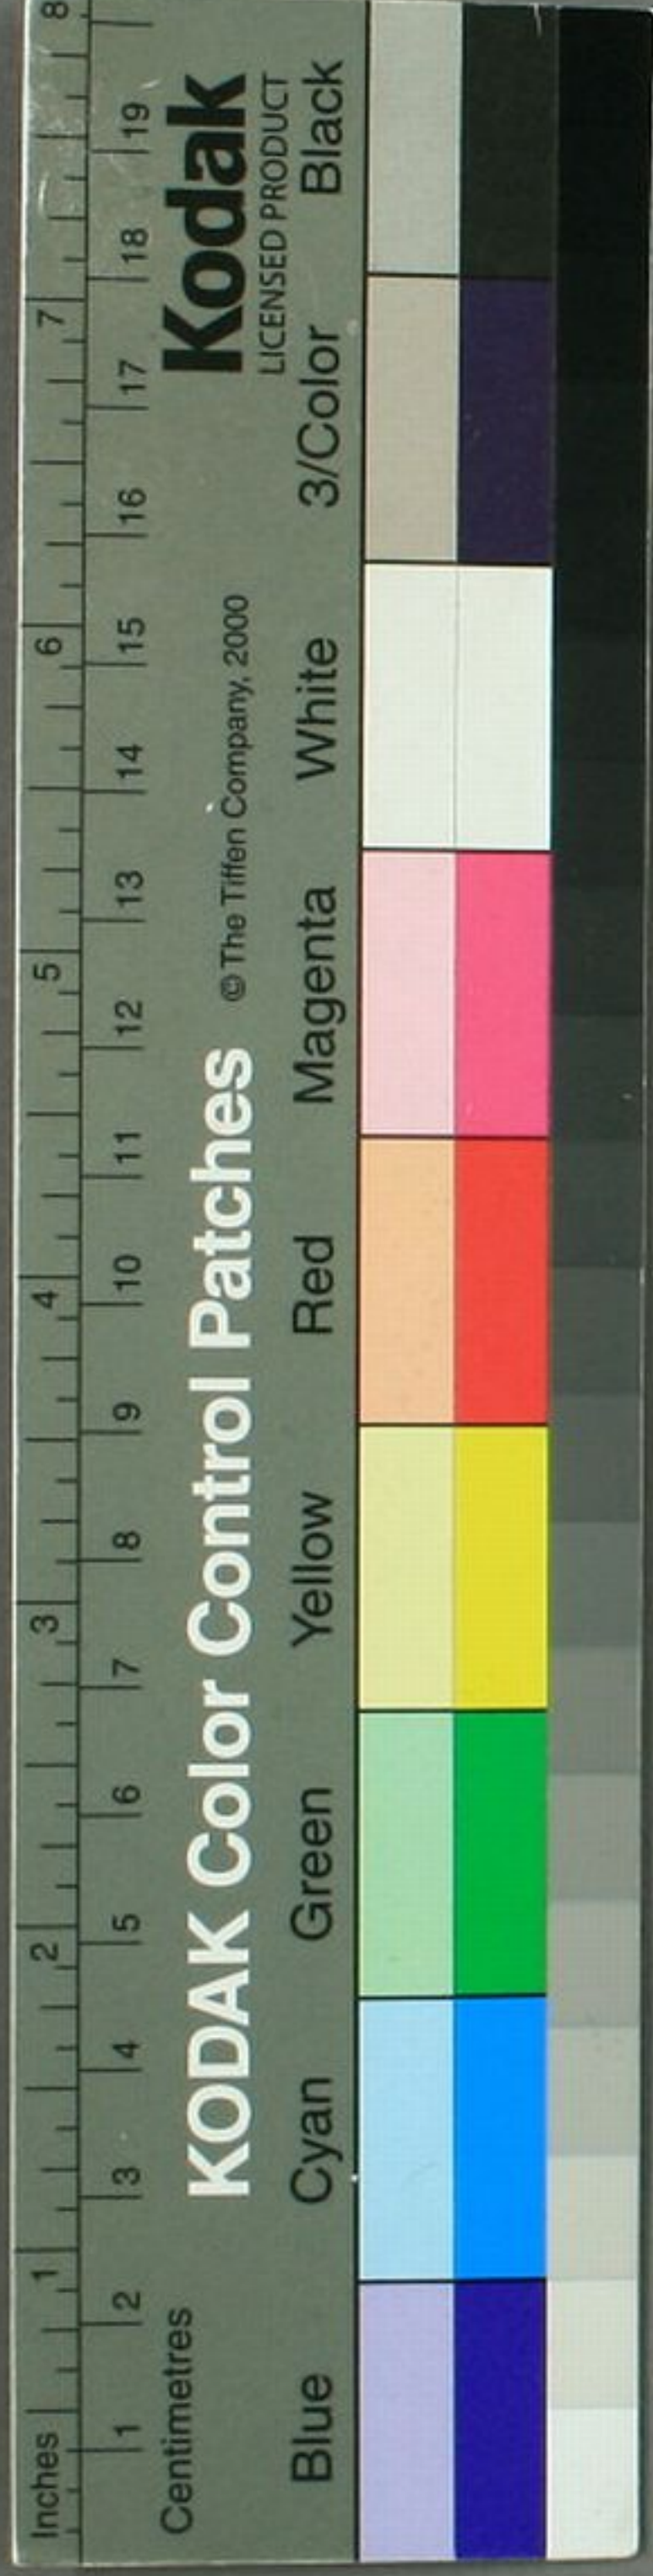 Inches 1 2 3 4 5 6 7 8
1 2 3 4 5 6 7 8 9 10 11 12 13 14 15 16 17 18 19
Centimetres
KODAK Color Control Patches © The Tiffen Company, 2000 Kodak
LICENSED PRODUCT
Blue Cyan Green Yellow Red Magenta White 3/Color Black